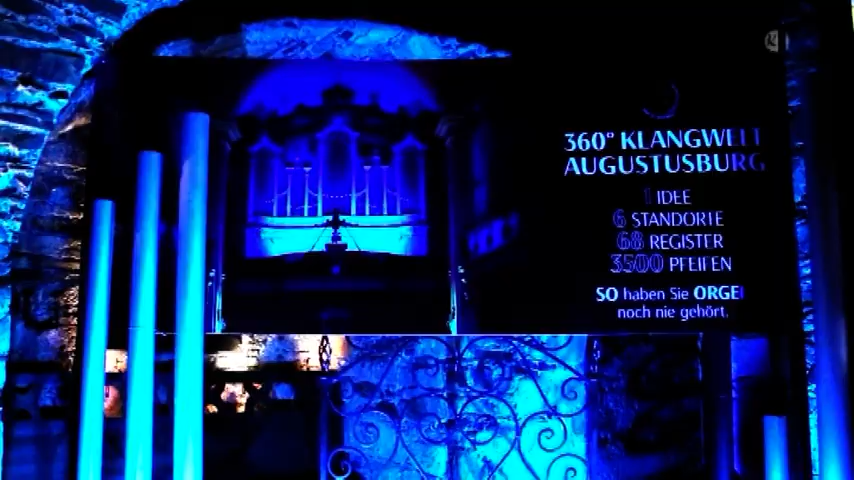 360° KLANGWELT
AUGUSTUSBURG
1 IDEE
6 STANDORTE
68 REGISTER
3500 PFEIFEN
SO haben Sie ORGEL
noch nie gehört.